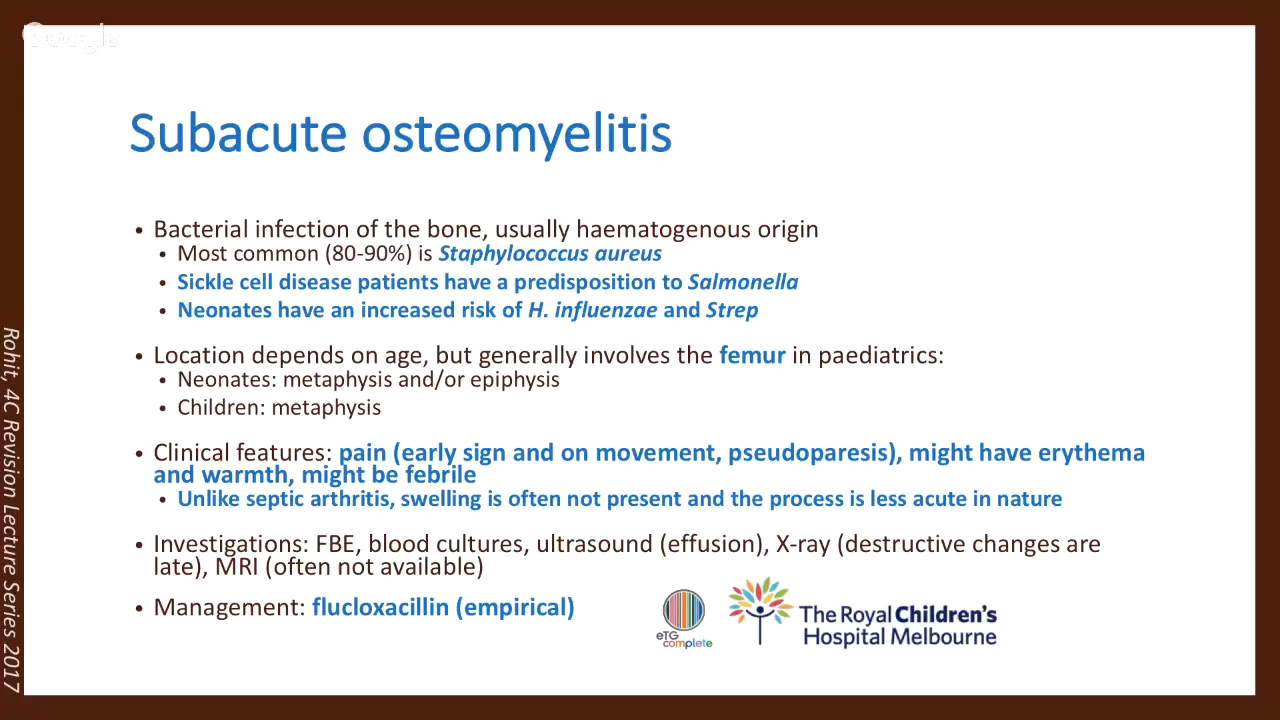 Google
Subacute osteomyelitis
• Bacterial infection of the bone, usually haematogenous origin
• Most common (80-90%) is Staphylococcus aureus
• Sickle cell disease patients have a predisposition to Salmonella
• Neonates have an increased risk of H. influenzae and Strep
• Location depends on age, but generally involves the femur in paediatrics:
• Neonates: metaphysis and/or epiphysis
• Children: metaphysis
• Clinical features: pain (early sign and on movement, pseudoparesis), might have erythema
and warmth, might be febrile
• Unlike septic arthritis, swelling is often not present and the process is less acute in nature
• Investigations: FBE, blood cultures, ultrasound (effusion), X-ray (destructive changes are
late), MRI (often not available)
• Management: flucloxacillin (empirical)
eTG
complete
The Royal Children's
Hospital Melbourne
Rohit, 4C Revision Lecture Series 2017